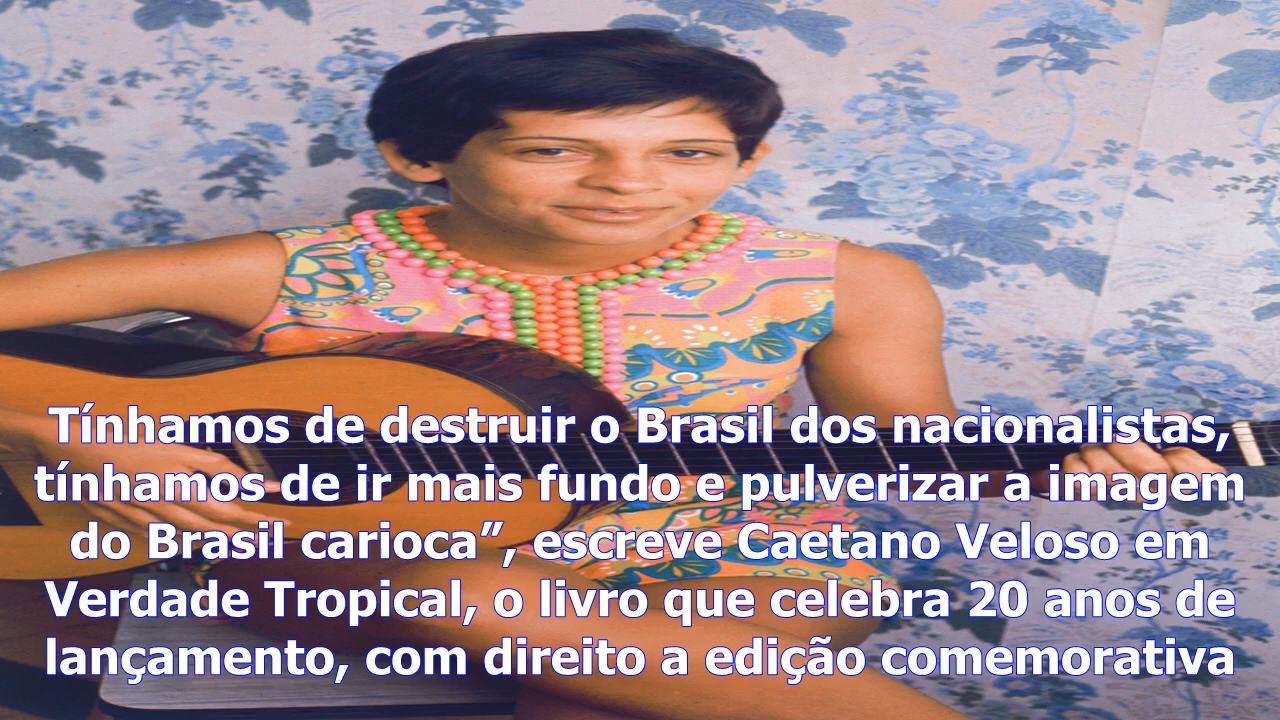 Tínhamos de destruir o Brasil dos nacionalistas,
tínhamos de ir mais fundo e pulverizar a imagem
do Brasil carioca”, escreve Caetano Veloso em
Verdade Tropical, o livro que celebra 20 anos de
lançamento, com direito a edição comemorativa